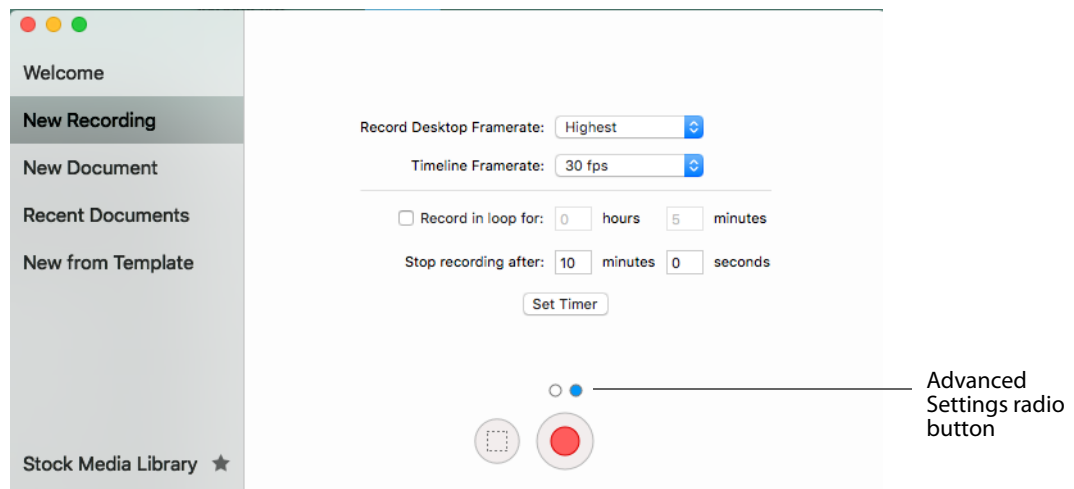 Welcome
New Recording
New Document
Recent Documents
New from Template
Stock Media Library
Record Desktop Framerate: Highest
Timeline Framerate: 30 fps
Record in loop for: 0 hours 5 minutes
Stop recording after: 10 minutes 0 seconds
Set Timer
Advanced
Settings radio
button